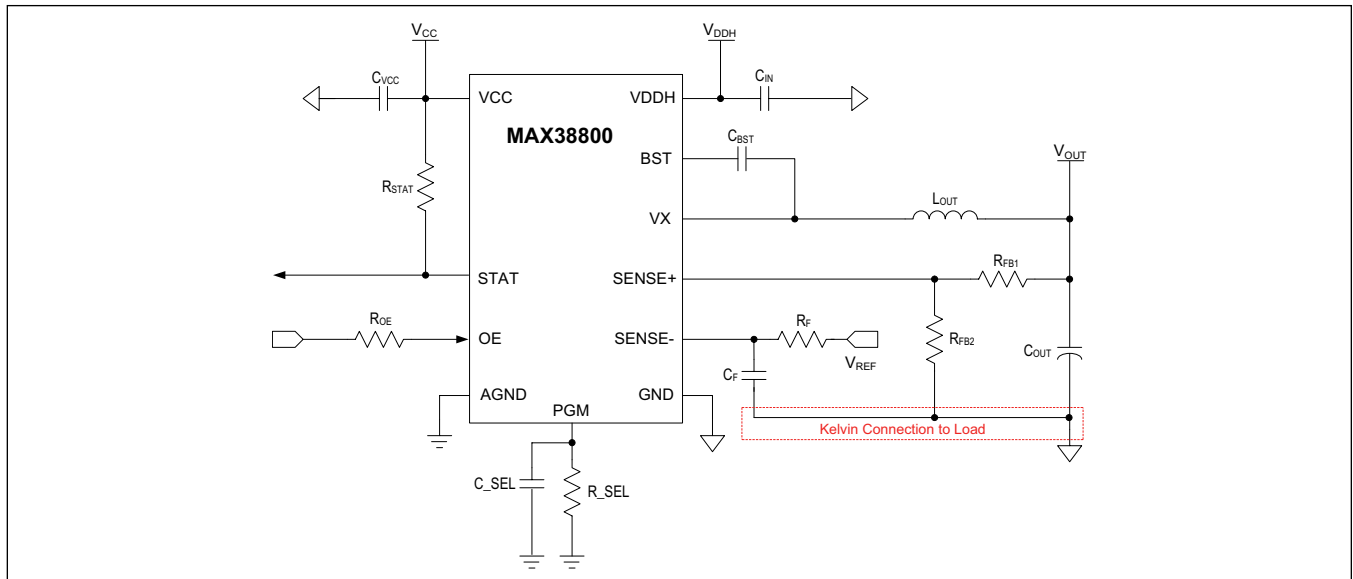 VCC
VDDH
CVCC
CIN
VCC
VDDH
MAX38800
CBST
BST
VOUT
RSTAT
LOUT
VX
STAT
SENSE+
RFB1
ROE
RF
OE
SENSE-
RFB2
COUT
VREF
CF
AGND
GND
PGM
Kelvin Connection to Load
C_SEL
R_SEL